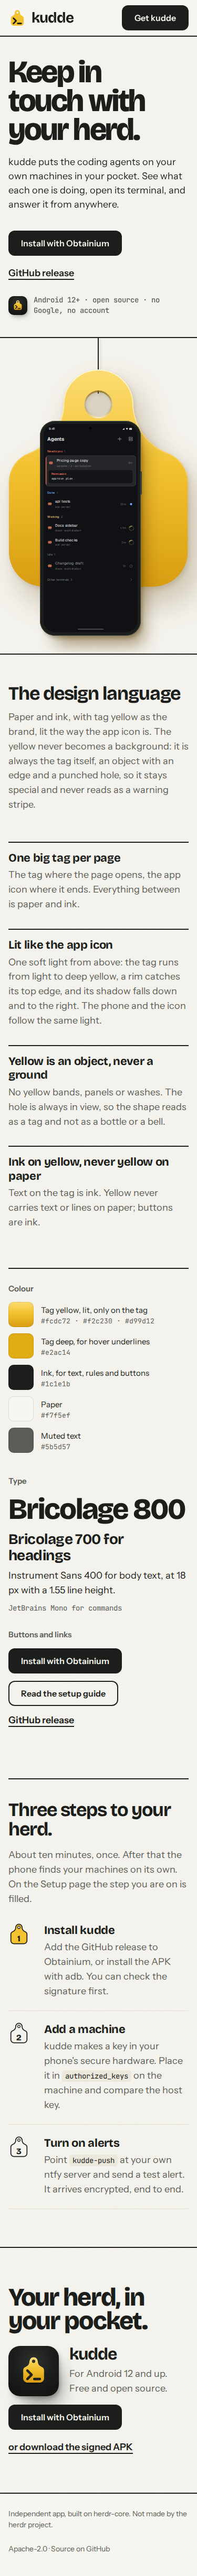 kudde
Get kudde
Keep in
touch with
your herd.
kudde puts the coding agents on your
own machines in your pocket. See what
each one is doing, open its terminal, and
answer it from anywhere.
Install with Obtainium
GitHub release
Android 12+ · open source · no
Google, no account
Agents
Pricing page copy
approve plan
Docs sidebar
Build cache
Changelog draft
The design language
Paper and ink, with tag yellow as the
brand, lit the way the app icon is. The
yellow never becomes a background: it is
always the tag itself, an object with an
edge and a punched hole, so it stays
special and never reads as a warning
stripe.
One big tag per page
The tag where the page opens, the app
icon where it ends. Everything between
is paper and ink.
Lit like the app icon
One soft light from above: the tag runs
from light to deep yellow, a rim catches
its top edge, and its shadow falls down
and to the right. The phone and the icon
follow the same light.
Yellow is an object, never a
ground
No yellow bands, panels or washes. The
hole is always in view, so the shape reads
as a tag and not as a bottle or a bell.
Ink on yellow, never yellow on
paper
Text on the tag is ink. Yellow never
carries text or lines on paper; buttons
are ink.
Colour
Tag yellow, lit, only on the tag
#fcdc72 · #f2c230 · #d99d12
Tag deep, for hover underlines
#e2ac14
Ink, for text, rules and buttons
#1c1e1b
Paper
#f7f5ef
Muted text
#5b5d57
Type
Bricolage 800
Bricolage 700 for
headings
Instrument Sans 400 for body text, at 18
px with a 1.55 line height.
JetBrains Mono for commands
Buttons and links
Install with Obtainium
Read the setup guide
GitHub release
Three steps to your
herd.
About ten minutes, once. After that the
phone finds your machines on its own.
On the Setup page the step you are on is
filled.
1
Install kudde
Add the GitHub release to
Obtainium, or install the APK
with adb. You can check the
signature first.
2
Add a machine
kudde makes a key in your
phone's secure hardware. Place
it in authorized_keys on the
machine and compare the host
key.
3
Turn on alerts
Point kudde-push at your own
ntfy server and send a test alert.
It arrives encrypted, end to end.
Your herd, in
your pocket.
kudde
For Android 12 and up.
Free and open source.
Install with Obtainium
or download the signed APK
Independent app, built on herdr-core. Not made by the
herdr project.
Apache-2.0 · Source on GitHub